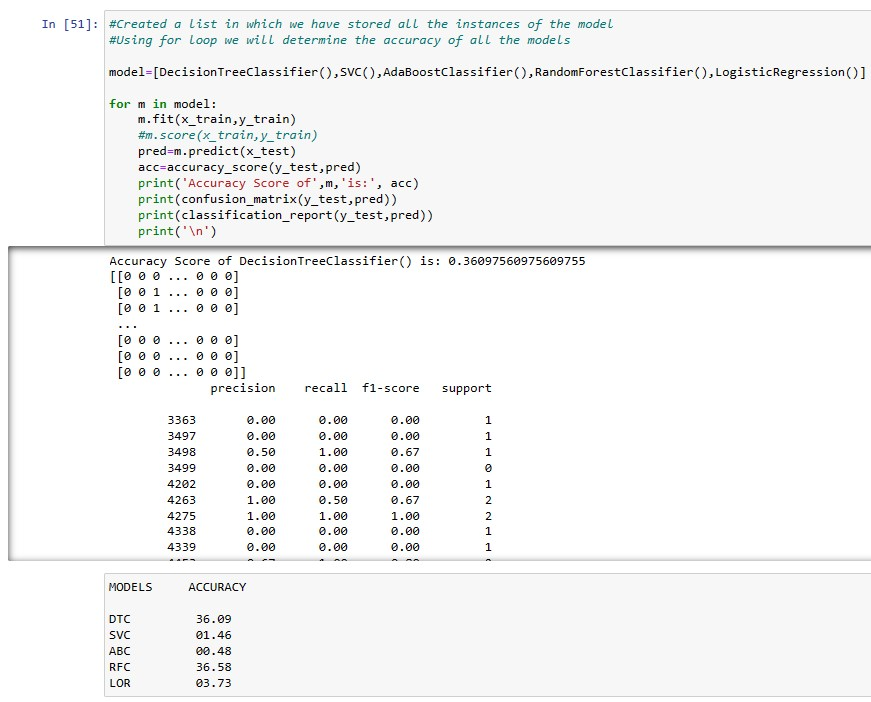 In [51]: #Created a list in which we have stored all the instances of the model
#Using for loop we will determine the accuracy of all the models
model=[DecisionTreeClassifier(),SVC(),AdaBoostClassifier(),RandomForestClassifier(),LogisticRegression()]
for m in model:
m.fit(x_train,y_train)
#m.score(x_train,y_train)
pred=m.predict(x_test)
acc=accuracy_score(y_test,pred)
print('Accuracy Score of',m,'is:', acc)
print(confusion_matrix(y_test,pred))
print(classification_report(y_test,pred))
print('\n')
Accuracy Score of DecisionTreeClassifier() is: 0.36097560975609755
[[0 0 0 ... 0 0 0]
[0 0 1 ... 0 0 0]
[0 0 1 ... 0 0 0]
...
[0 0 0 ... 0 0 0]
[0 0 0 ... 0 0 0]
[0 0 0 ... 0 0 0]]
precision recall f1-score support
3363 0.00 0.00 0.00 1
3497 0.00 0.00 0.00 1
3498 0.50 1.00 0.67 1
3499 0.00 0.00 0.00 0
4202 0.00 0.00 0.00 1
4263 1.00 0.50 0.67 2
4275 1.00 1.00 1.00 2
4338 0.00 0.00 0.00 1
4339 0.00 0.00 0.00 1
MODELS ACCURACY
DTC 36.09
SVC 01.46
ABC 00.48
RFC 36.58
LOR 03.73